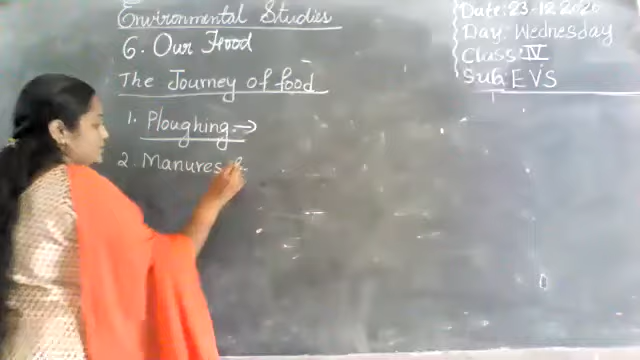 Environmental Studies
6. Our Food
The Journey of food
1. Ploughing →
2. Manures &
Date: 23-12-2020
Day: Wednesday
Class: IV
Sub: EVS